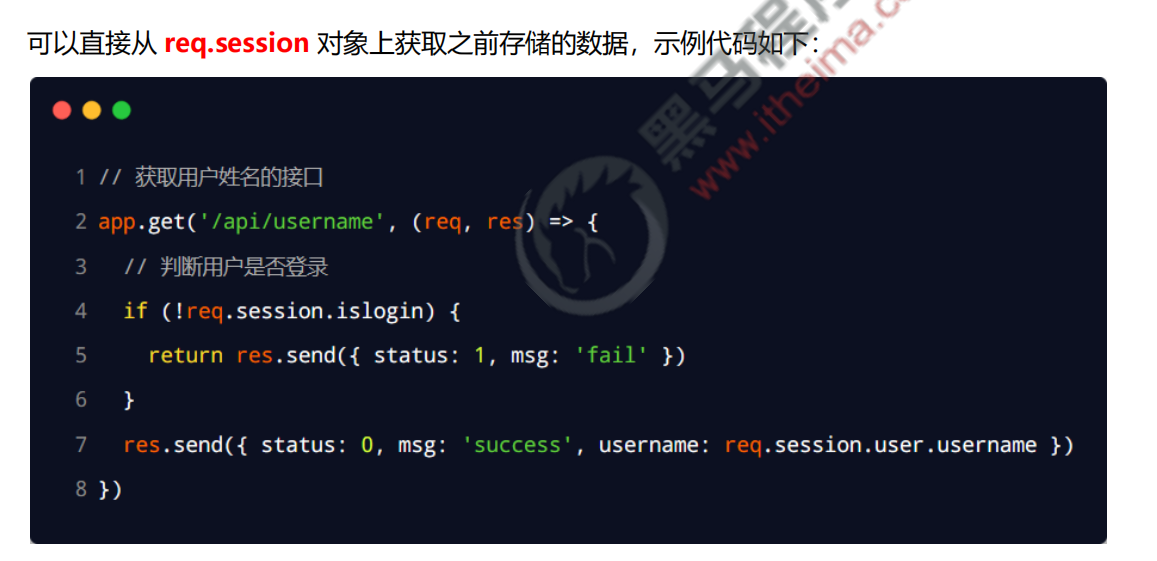 可以直接从 req.session 对象上获取之前存储的数据，示例代码如下：
黑马程序
www.itheima.c
1 // 获取用户姓名的接口
2 app.get('/api/username', (req, res) => {
3 // 判断用户是否登录
4 if (!req.session.islogin) {
5 return res.send({ status: 1, msg: 'fail' })
6 }
7 res.send({ status: 0, msg: 'success', username: req.session.user.username })
8 })